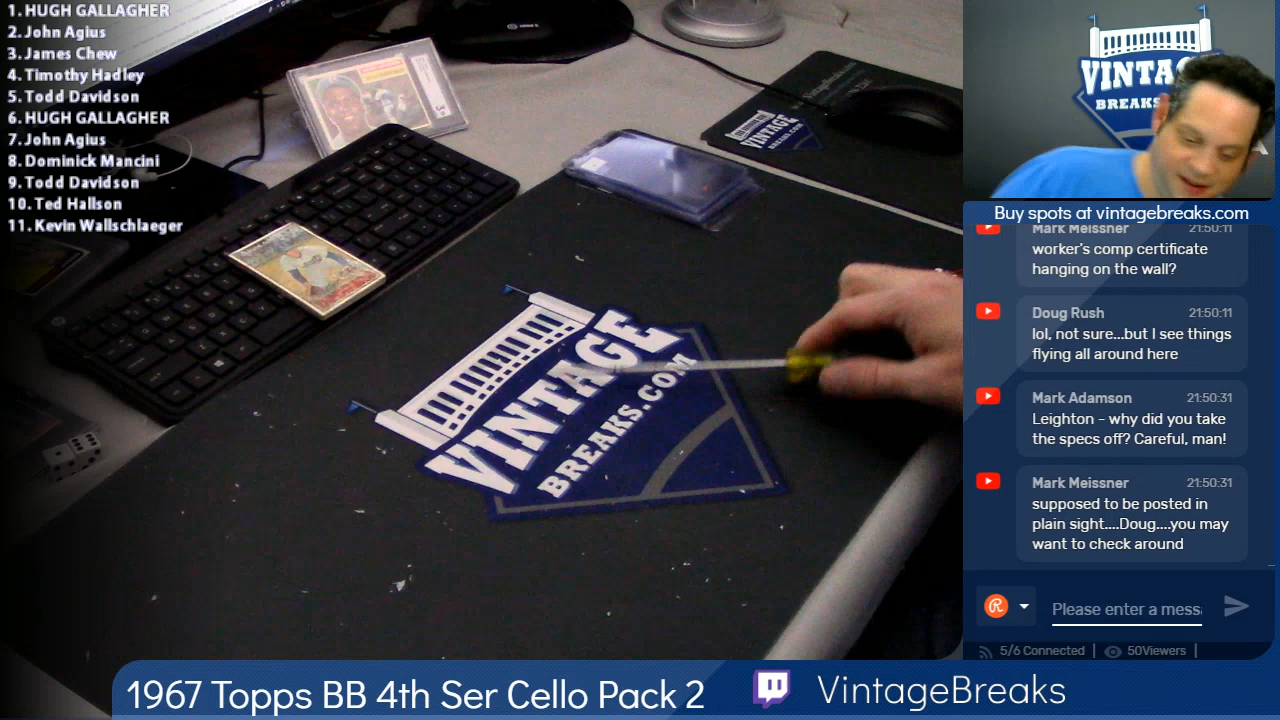 1. HUGH GALLAGHER
2. John Agius
3. James Chew
4. Timothy Hadley
5. Todd Davidson
6. HUGH GALLAGHER
7. John Agius
8. Dominick Mancini
9. Todd Davidson
10. Ted Hallson
11. Kevin Wallschlaeger
VINTAGE
BREAKS.COM
VINTAGE
BREAKS.COM
VINTAG
BREAKS
Buy spots at vintagebreaks.com
Mark Meissner 21:50:11
worker's comp certificate
hanging on the wall?
Doug Rush 21:50:11
lol, not sure...but I see things
flying all around here
Mark Adamson 21:50:31
Leighton - why did you take
the specs off? Careful, man!
Mark Meissner 21:50:31
supposed to be posted in
plain sight....Doug....you may
want to check around
Please enter a messa
5/6 Connected | 50Viewers |
1967 Topps BB 4th Ser Cello Pack 2
VintageBreaks